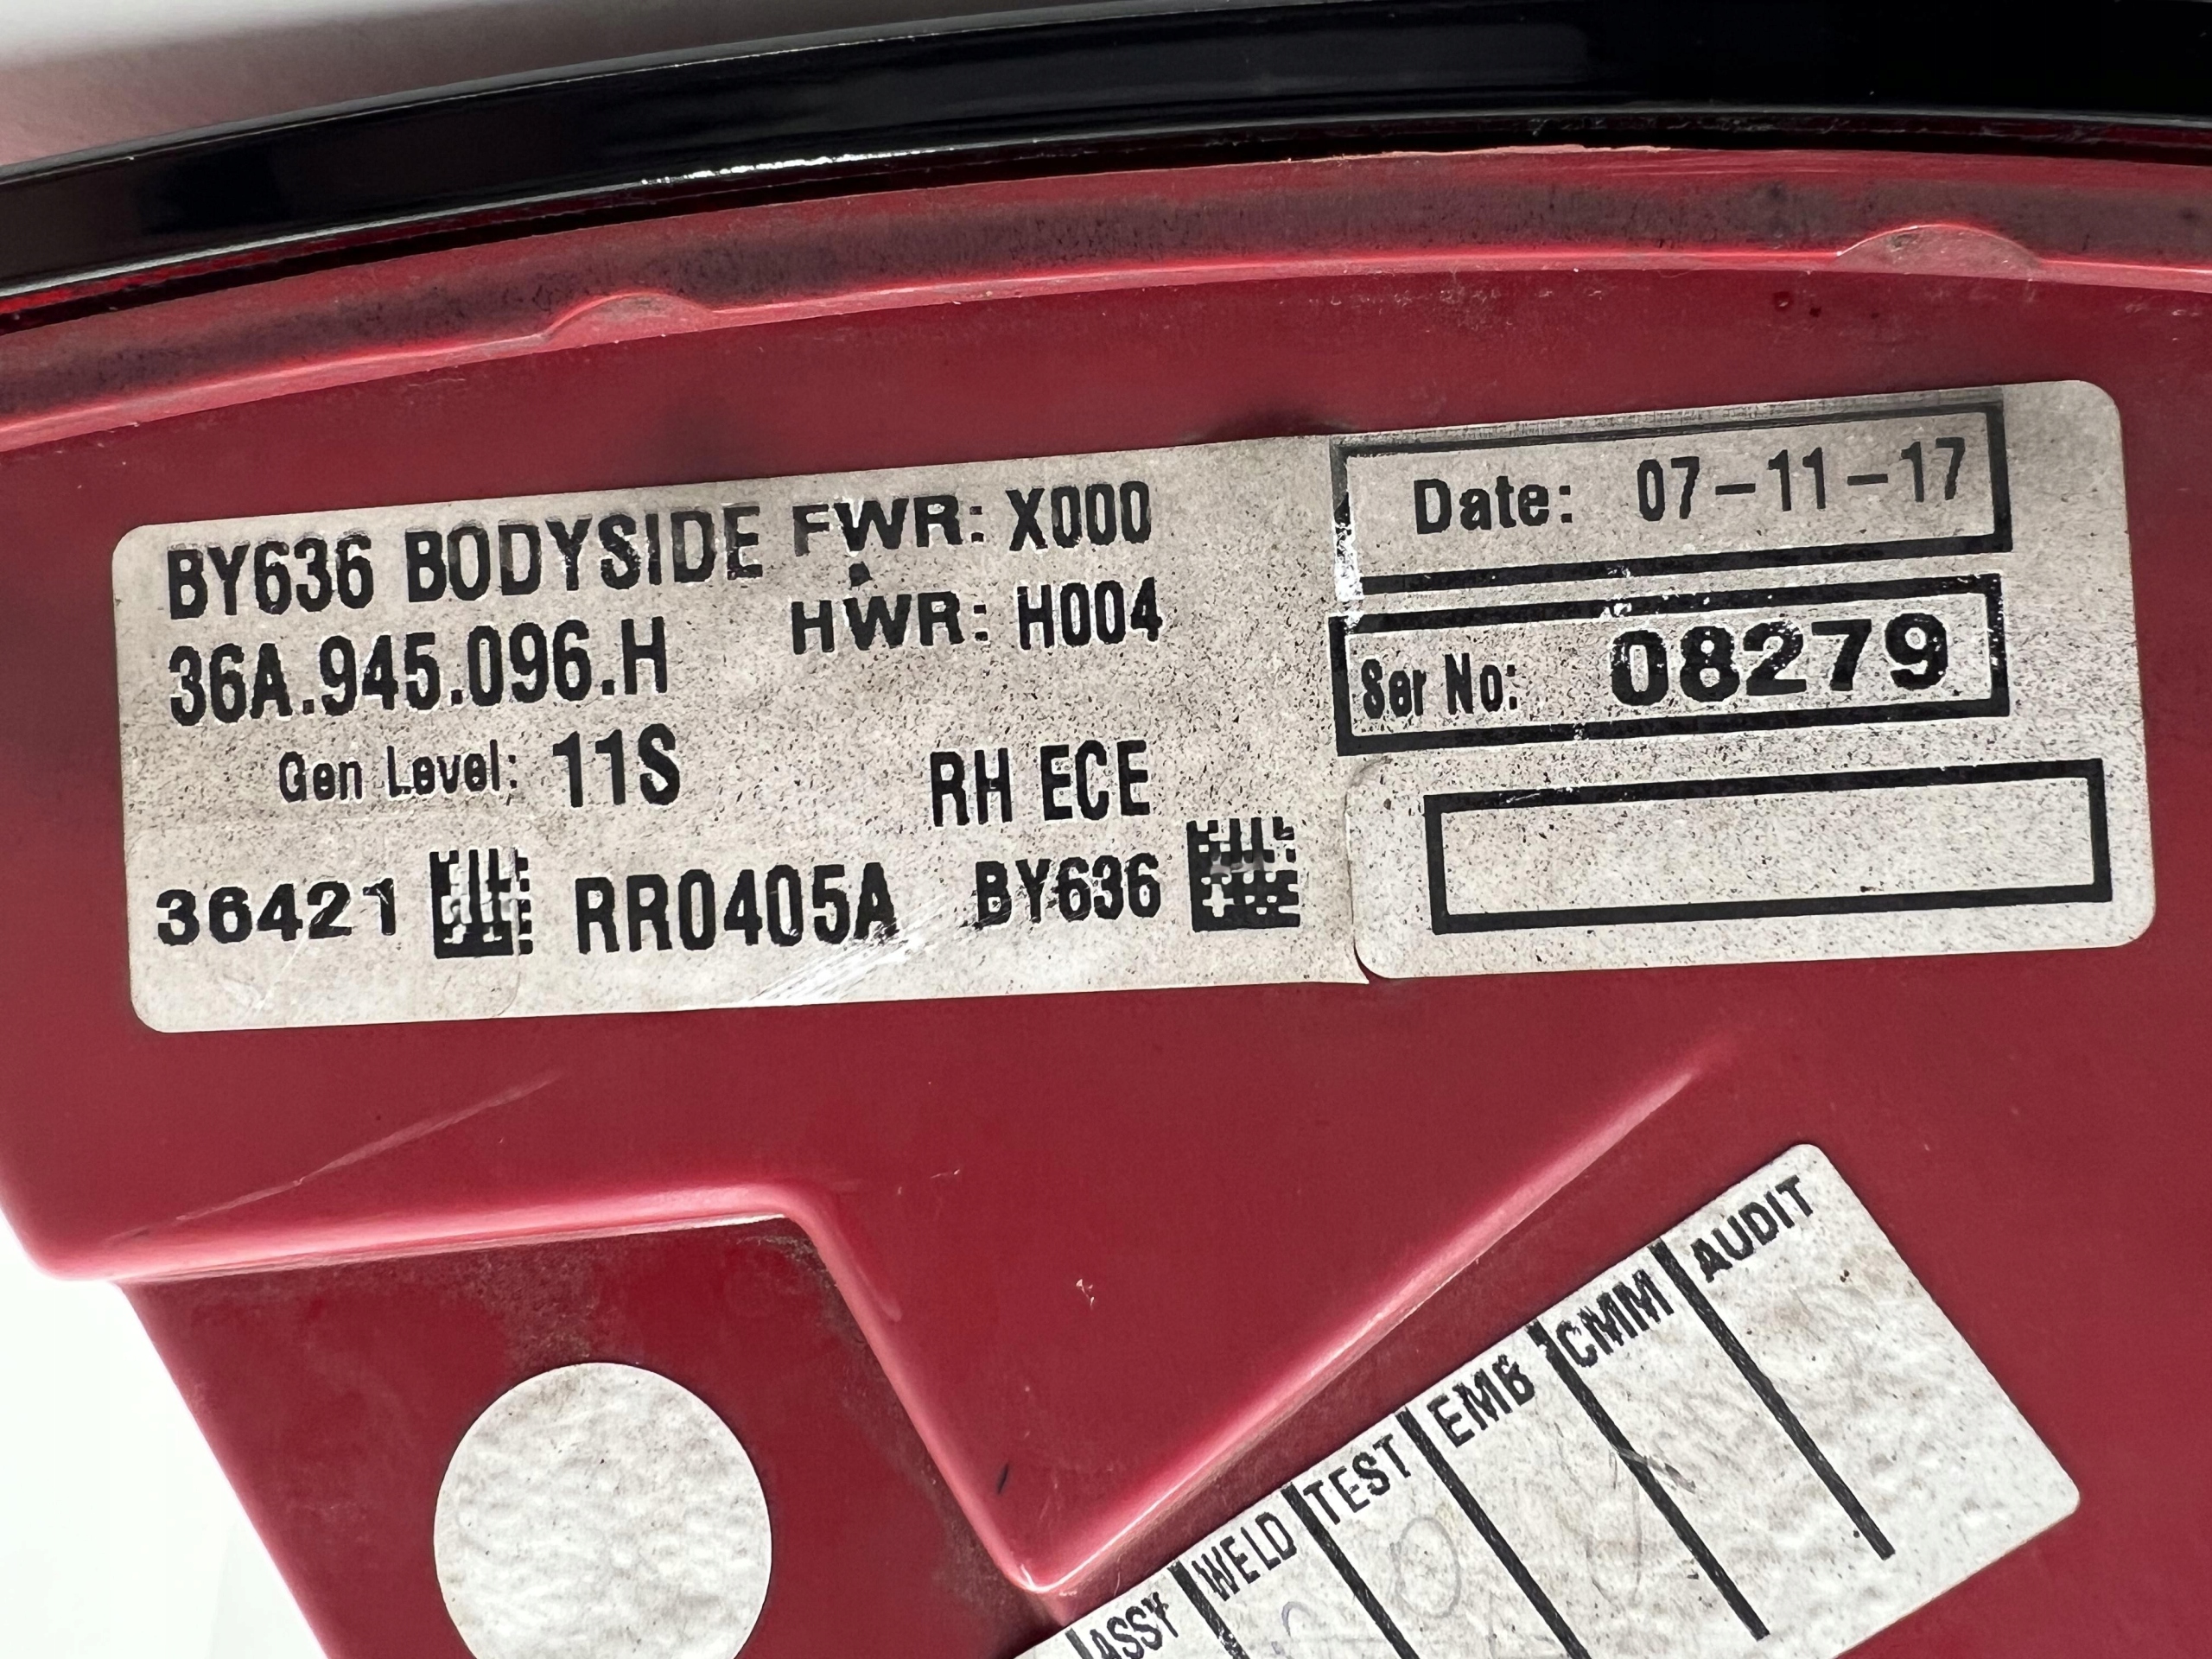 BY636 BODYSIDE FWR: X000
36A.945.096.H HWR: H004
Gen Level: 11S RH ECE
36421 RR0405A BY636
Date: 07-11-17
Ser No: 08279
ASSY WELD TEST EMB CMM AUDIT